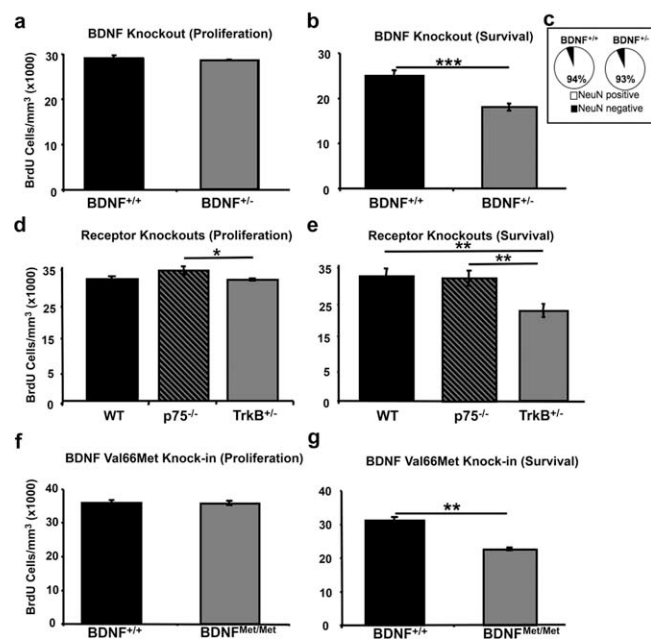 a
BDNF Knockout (Proliferation)
BrdU Cells/mm³ (x1000)
30
20
10
0
BDNF+/+ BDNF+/-
b
BDNF Knockout (Survival)
30
20
10
0
***
BDNF+/+ BDNF+/-
c
BDNF+/+ BDNF+/-
94% 93%
NeuN positive
NeuN negative
d
Receptor Knockouts (Proliferation)
BrdU Cells/mm³ (x1000)
35
25
15
5
0
*
WT p75-/- TrkB+/-
e
Receptor Knockouts (Survival)
35
25
15
5
0
**
**
WT p75-/- TrkB+/-
f
BDNF Val66Met Knock-in (Proliferation)
BrdU Cells/mm³ (x1000)
40
30
20
10
0
BDNF+/+ BDNFMet/Met
g
BDNF Val66Met Knock-in (Survival)
40
30
20
10
0
**
BDNF+/+ BDNFMet/Met